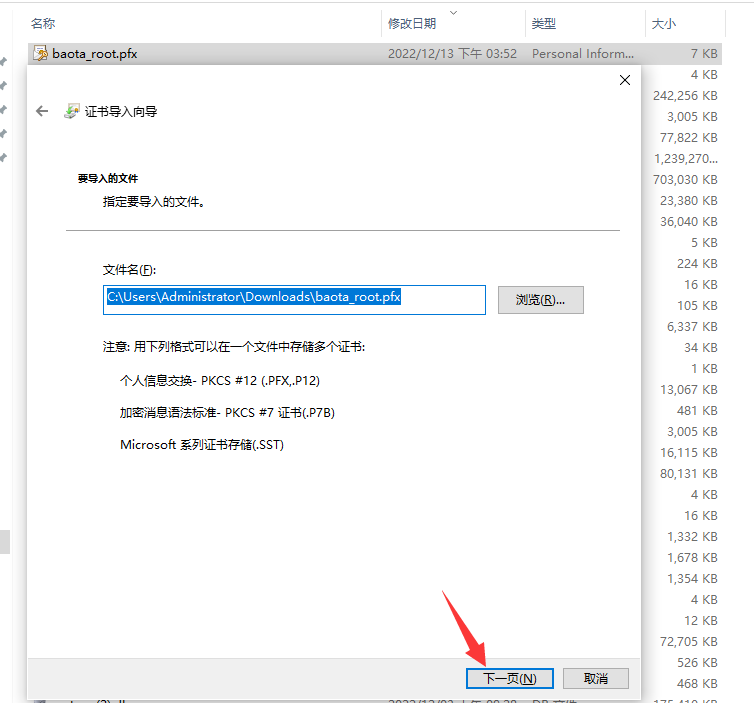 名称 修改日期 类型 大小
baota_root.pfx 2022/12/13 下午 03:52 Personal Inform... 7 KB
4 KB
证书导入向导
242,256 KB
3,005 KB
77,822 KB
1,239,270...
要导入的文件
703,030 KB
指定要导入的文件。
23,380 KB
36,040 KB
5 KB
文件名(F):
224 KB
C:\Users\Administrator\Downloads\baota_root.pfx 浏览(R)...
16 KB
105 KB
6,337 KB
注意: 用下列格式可以在一个文件中存储多个证书:
34 KB
1 KB
个人信息交换- PKCS #12 (.PFX,.P12)
13,067 KB
加密消息语法标准- PKCS #7 证书(.P7B)
481 KB
3,005 KB
Microsoft 系列证书存储(.SST)
16,115 KB
80,131 KB
4 KB
16 KB
1,332 KB
1,678 KB
1,354 KB
4 KB
12 KB
72,705 KB
526 KB
下一页(N) 取消
468 KB